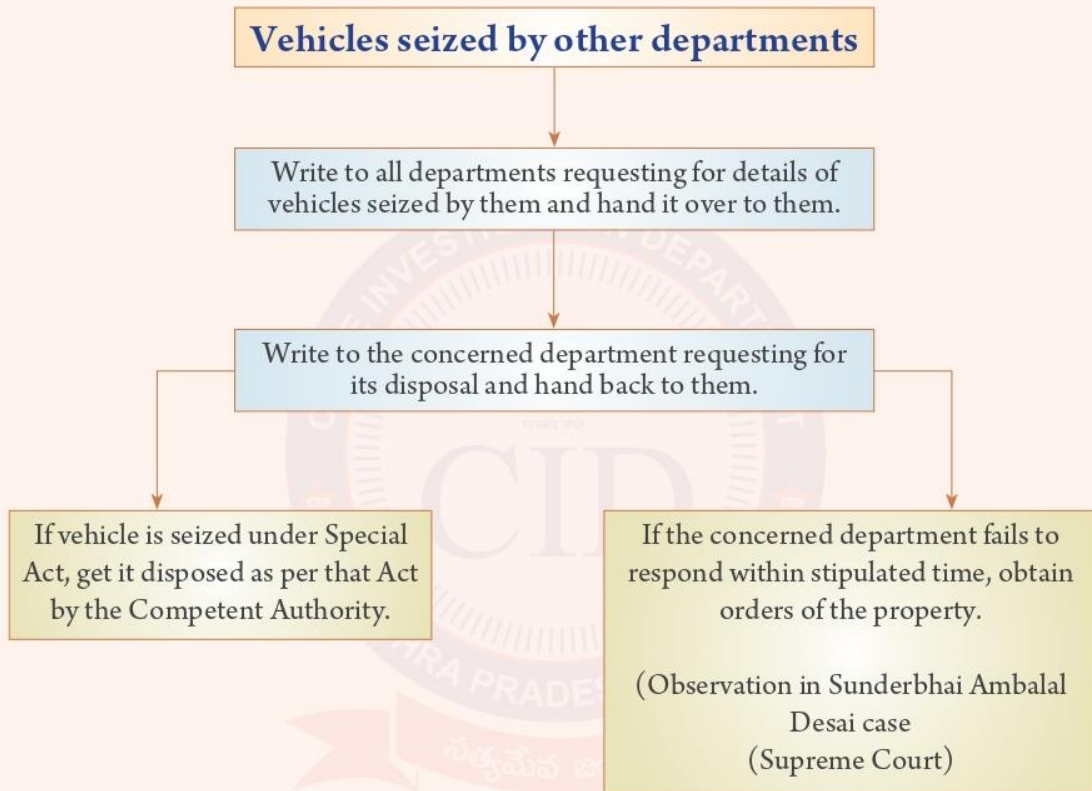 Vehicles seized by other departments
Write to all departments requesting for details of
vehicles seized by them and hand it over to them.
Write to the concerned department requesting for
its disposal and hand back to them.
If vehicle is seized under Special
Act, get it disposed as per that Act
by the Competent Authority.
If the concerned department fails to
respond within stipulated time, obtain
orders of the property.
(Observation in Sunderbhai Ambalal
Desai case
(Supreme Court)
CID
సత్యమేవ